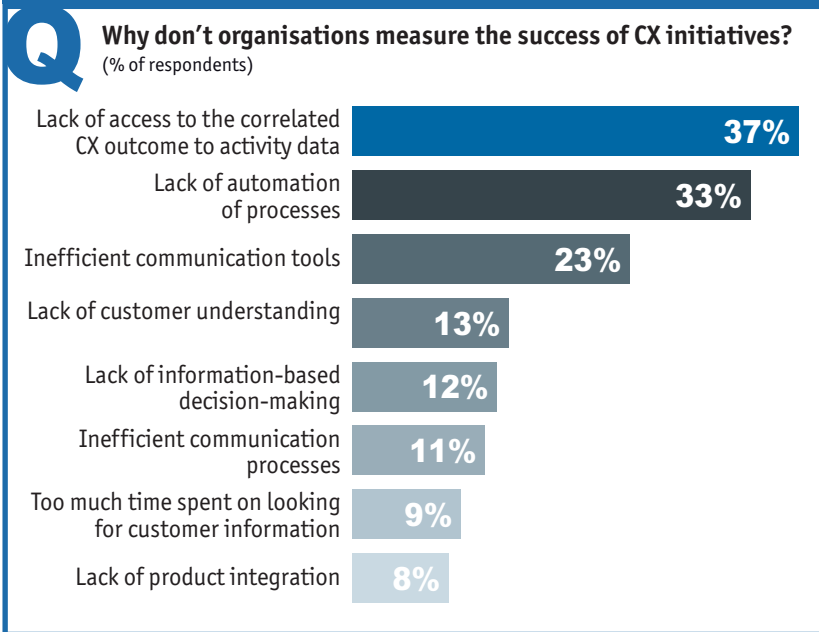 Q
Why don’t organisations measure the success of CX initiatives?
(% of respondents)
Lack of access to the correlated
CX outcome to activity data
37%
Lack of automation
of processes
33%
Inefficient communication tools
23%
Lack of customer understanding
13%
Lack of information-based
decision-making
12%
Inefficient communication
processes
11%
Too much time spent on looking
for customer information
9%
Lack of product integration
8%